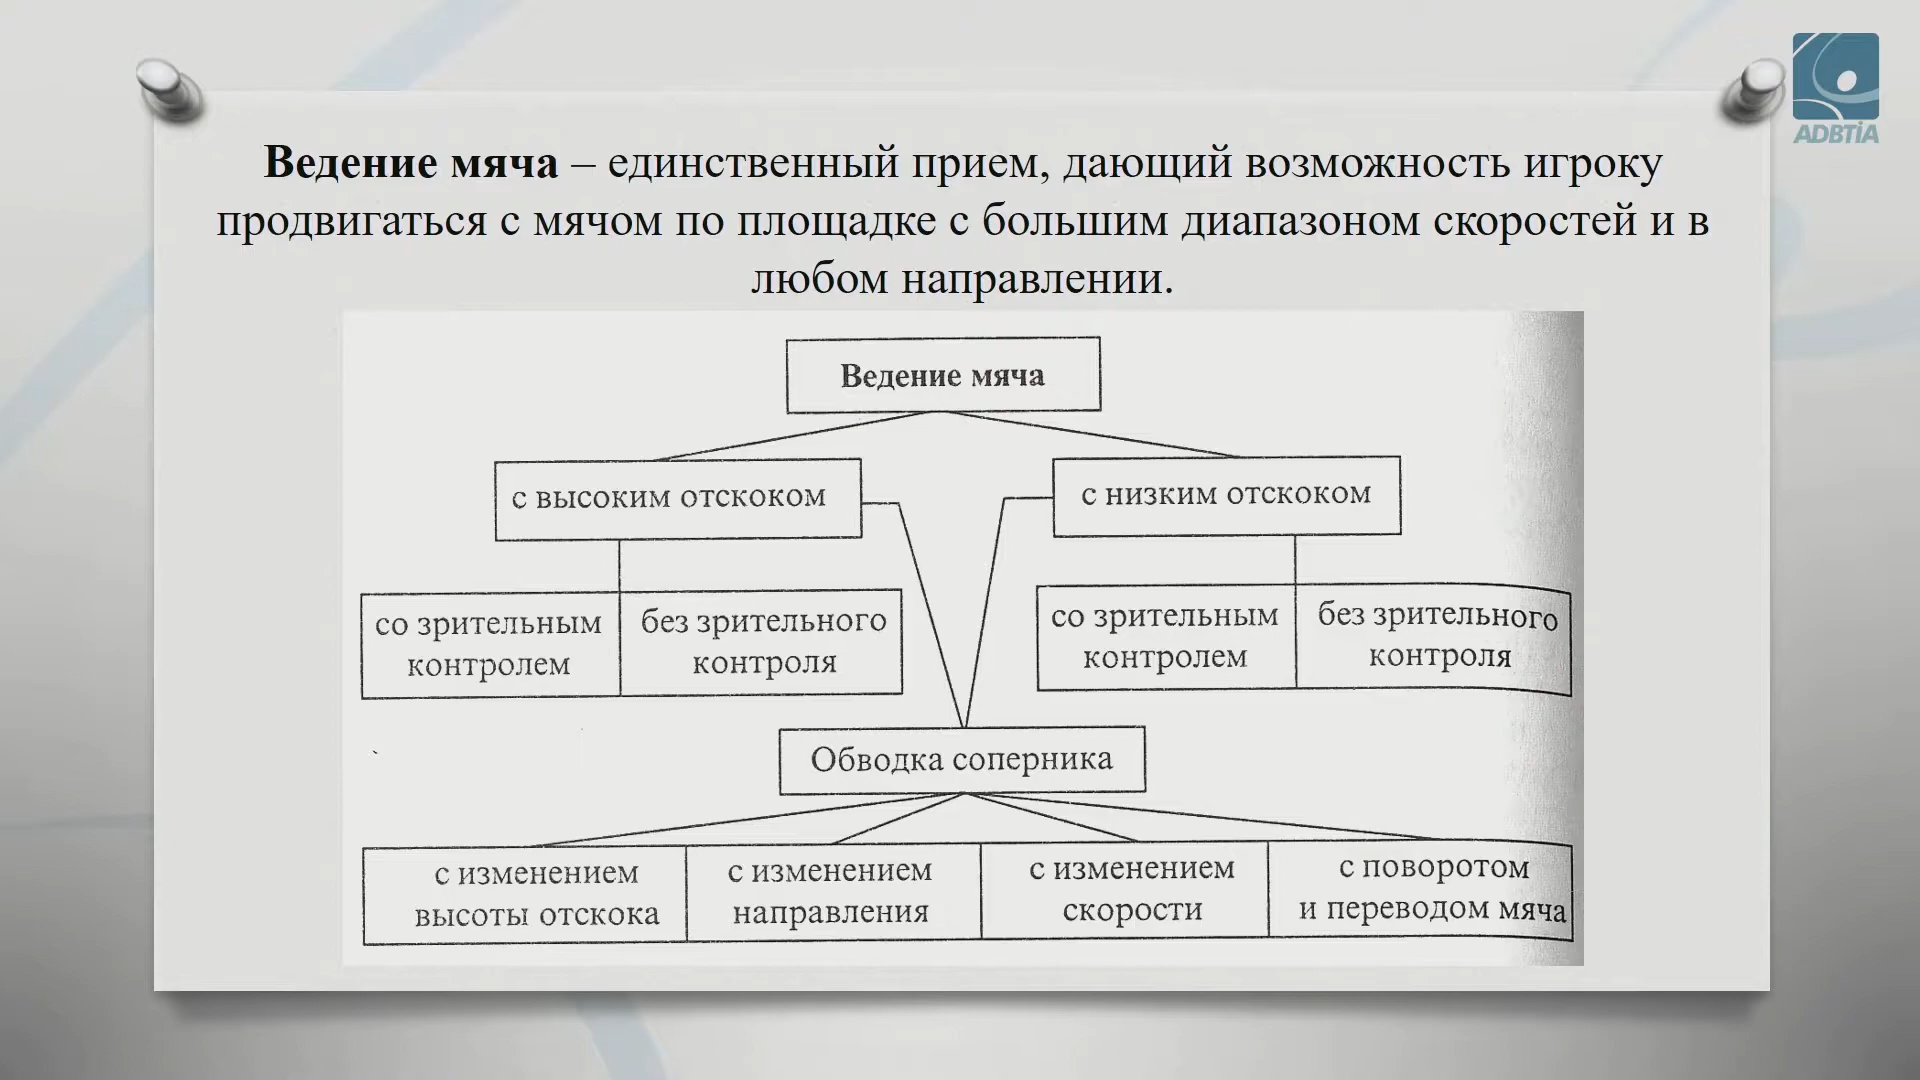 ADBTİA
Ведение мяча – единственный прием, дающий возможность игроку
продвигаться с мячом по площадке с большим диапазоном скоростей и в
любом направлении.
Ведение мяча
с высоким отскоком
с низким отскоком
со зрительным
контролем
без зрительного
контроля
со зрительным
контролем
без зрительного
контроля
Обводка соперника
с изменением
высоты отскока
с изменением
направления
с изменением
скорости
с поворотом
и переводом мяча